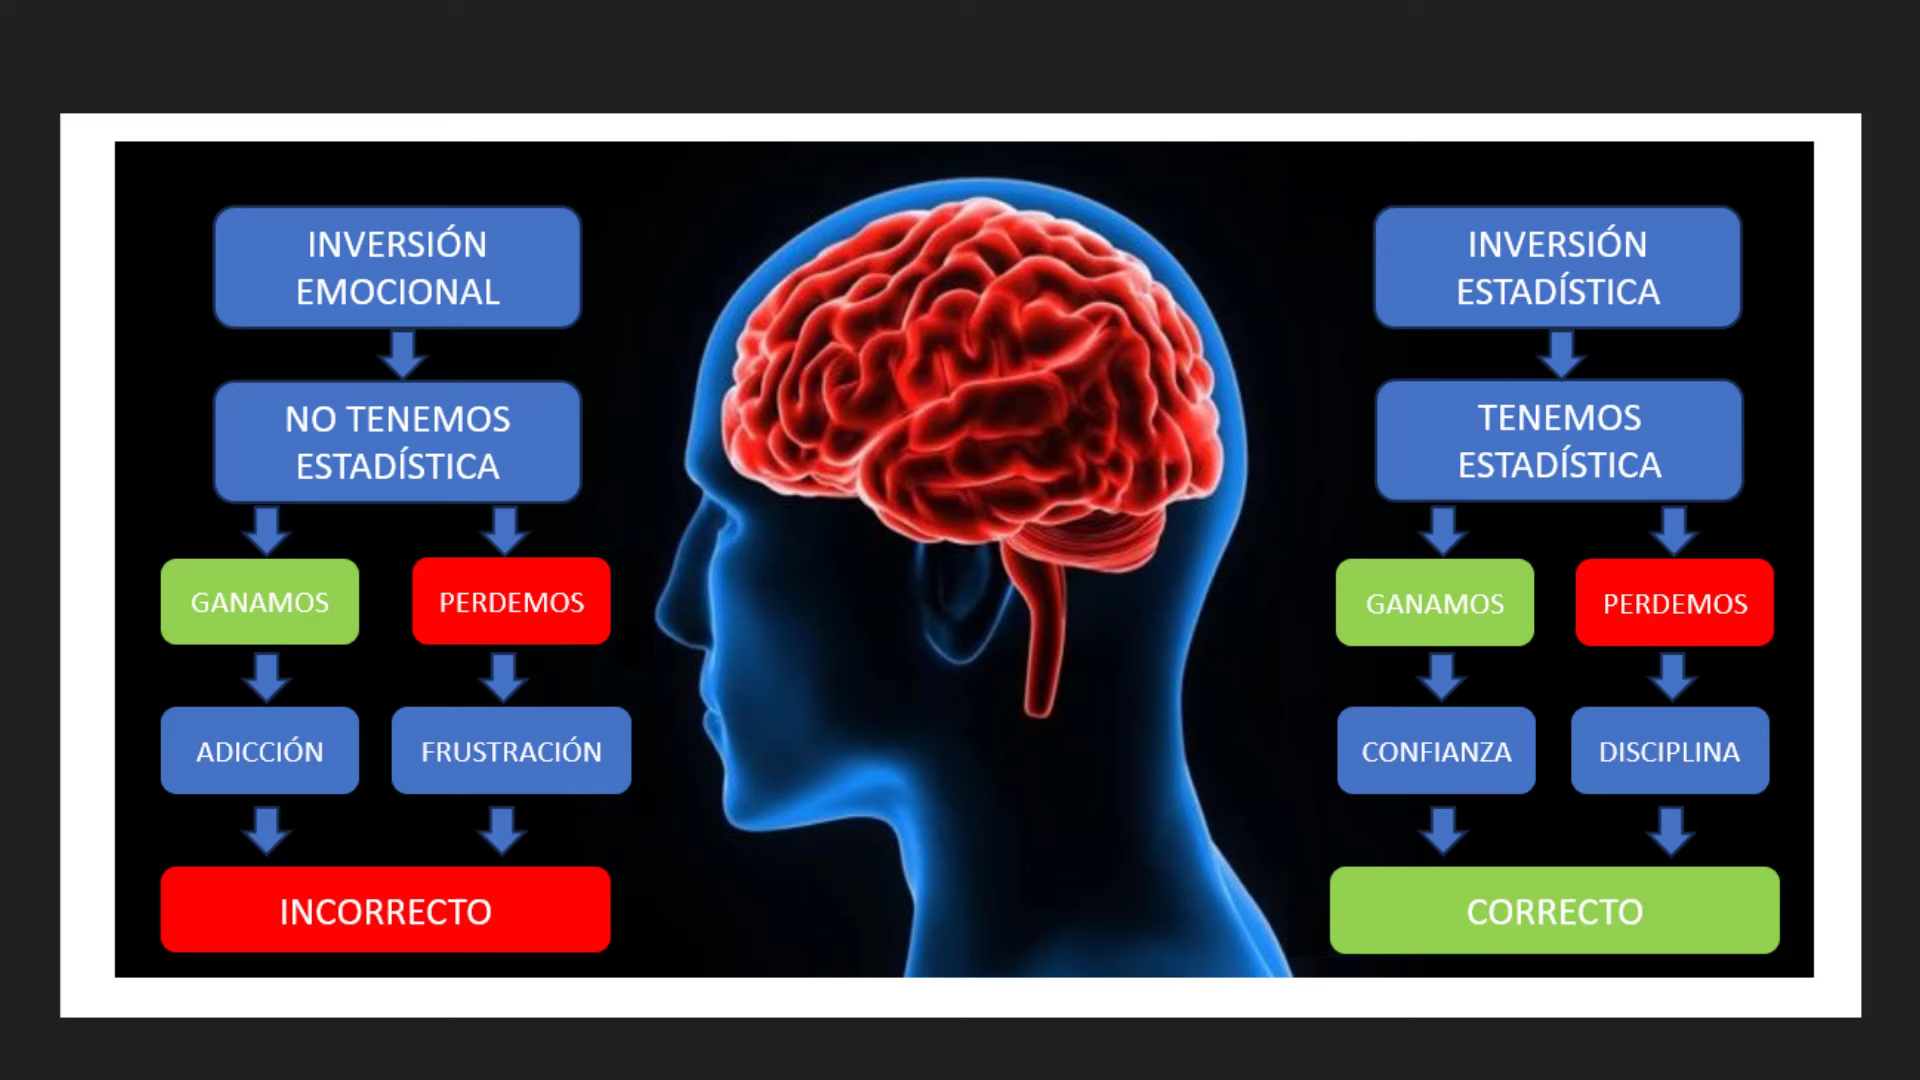 INVERSIÓN
EMOCIONAL
NO TENEMOS
ESTADÍSTICA
GANAMOS
PERDEMOS
ADICCIÓN
FRUSTRACIÓN
INCORRECTO
INVERSIÓN
ESTADÍSTICA
TENEMOS
ESTADÍSTICA
GANAMOS
PERDEMOS
CONFIANZA
DISCIPLINA
CORRECTO